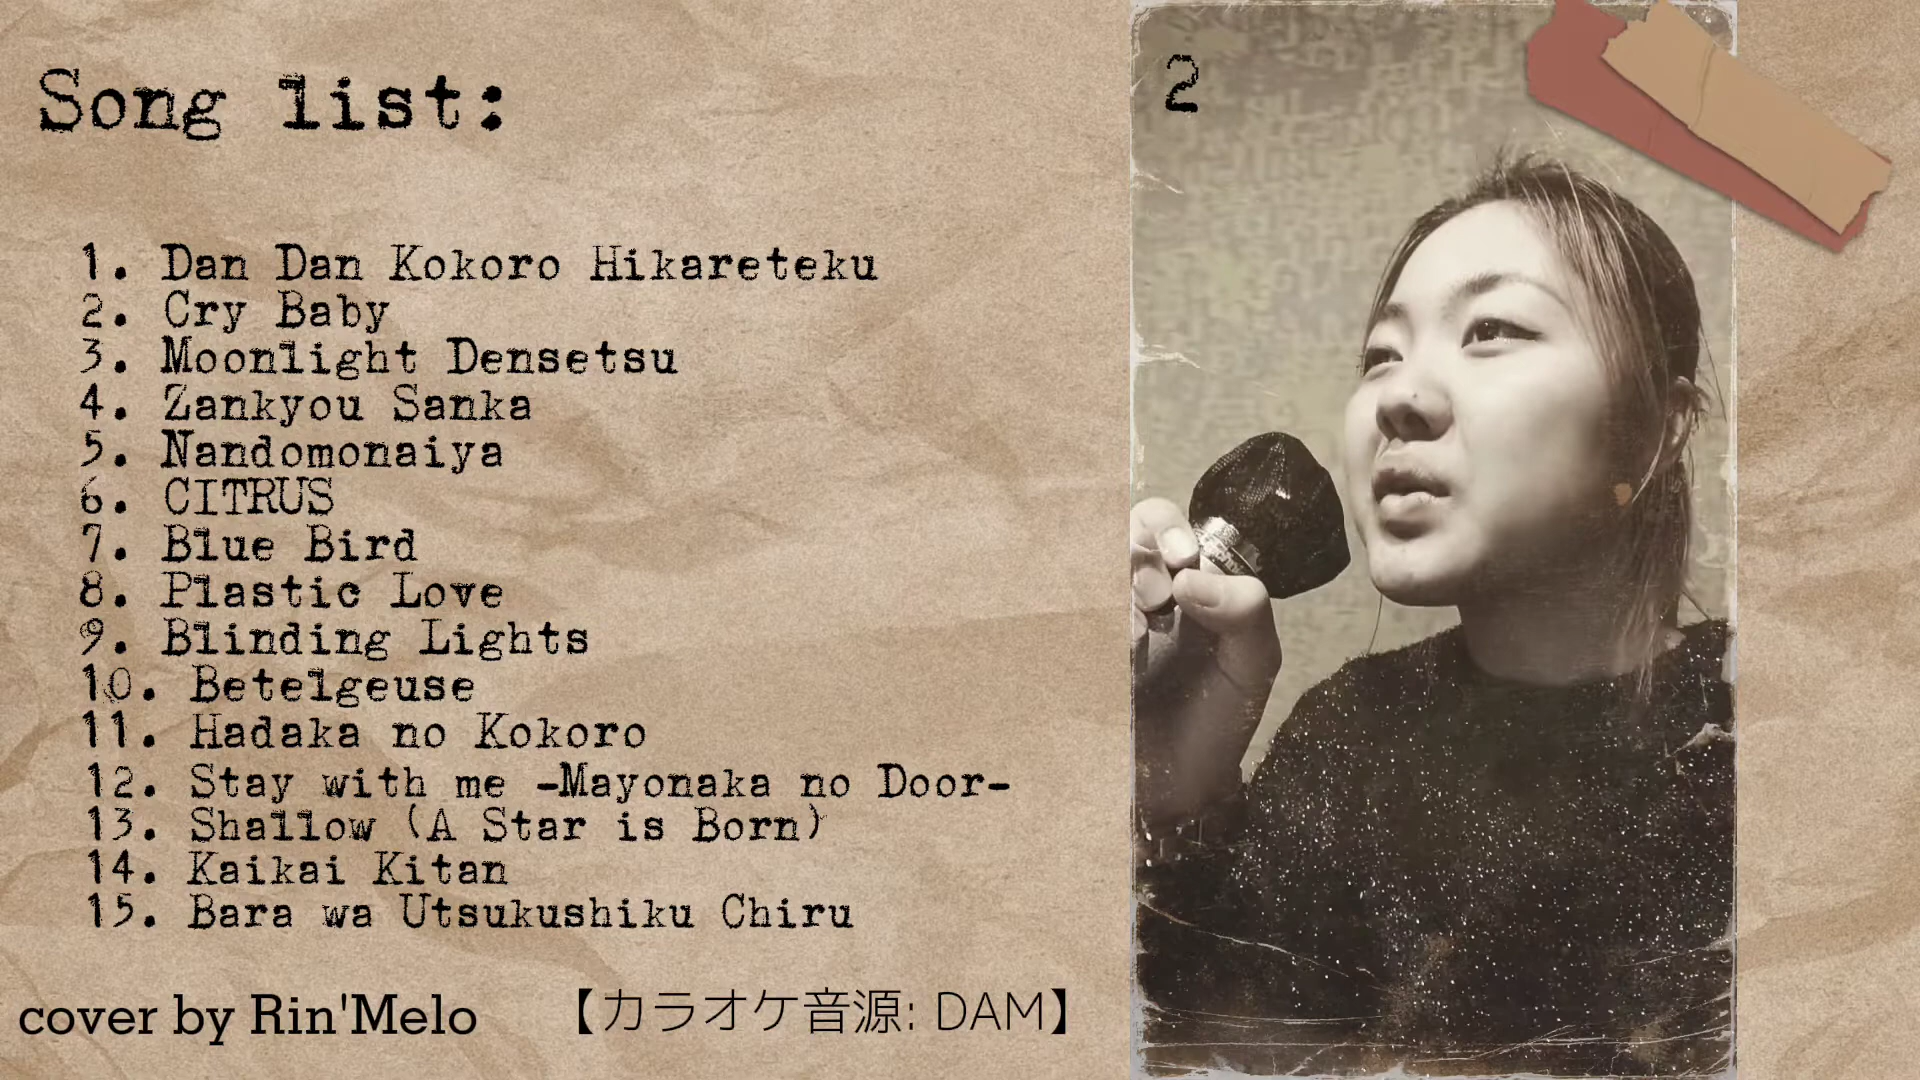 Song list:
1. Dan Dan Kokoro Hikareteku
2. Cry Baby
3. Moonlight Densetsu
4. Zankyou Sanka
5. Nandomonaiya
6. CITRUS
7. Blue Bird
8. Plastic Love
9. Blinding Lights
10. Betelgeuse
11. Hadaka no Kokoro
12. Stay with me -Mayonaka no Door-
13. Shallow (A Star is Born)
14. Kaikai Kitan
15. Bara wa Utsukushiku Chiru
cover by Rin'Melo
【カラオケ音源: DAM】
2